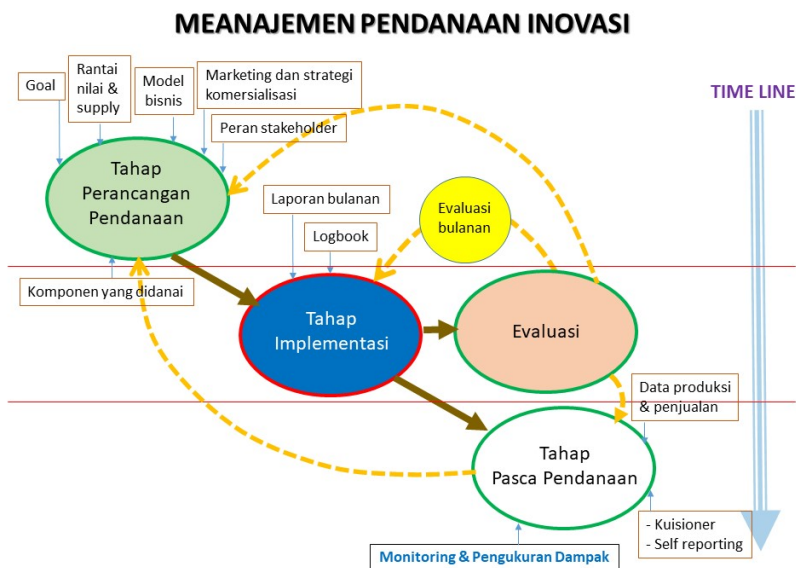 MEANAJEMEN PENDANAAN INOVASI
TIME LINE
Goal
Rantai
nilai &
supply
Model
bisnis
Marketing dan strategi
komersialisasi
Peran stakeholder
Tahap
Perancangan
Pendanaan
Komponen yang didanai
Laporan bulanan
Logbook
Evaluasi
bulanan
Tahap
Implementasi
Evaluasi
Data produksi
& penjualan
Tahap
Pasca Pendanaan
- Kuisioner
- Self reporting
Monitoring & Pengukuran Dampak